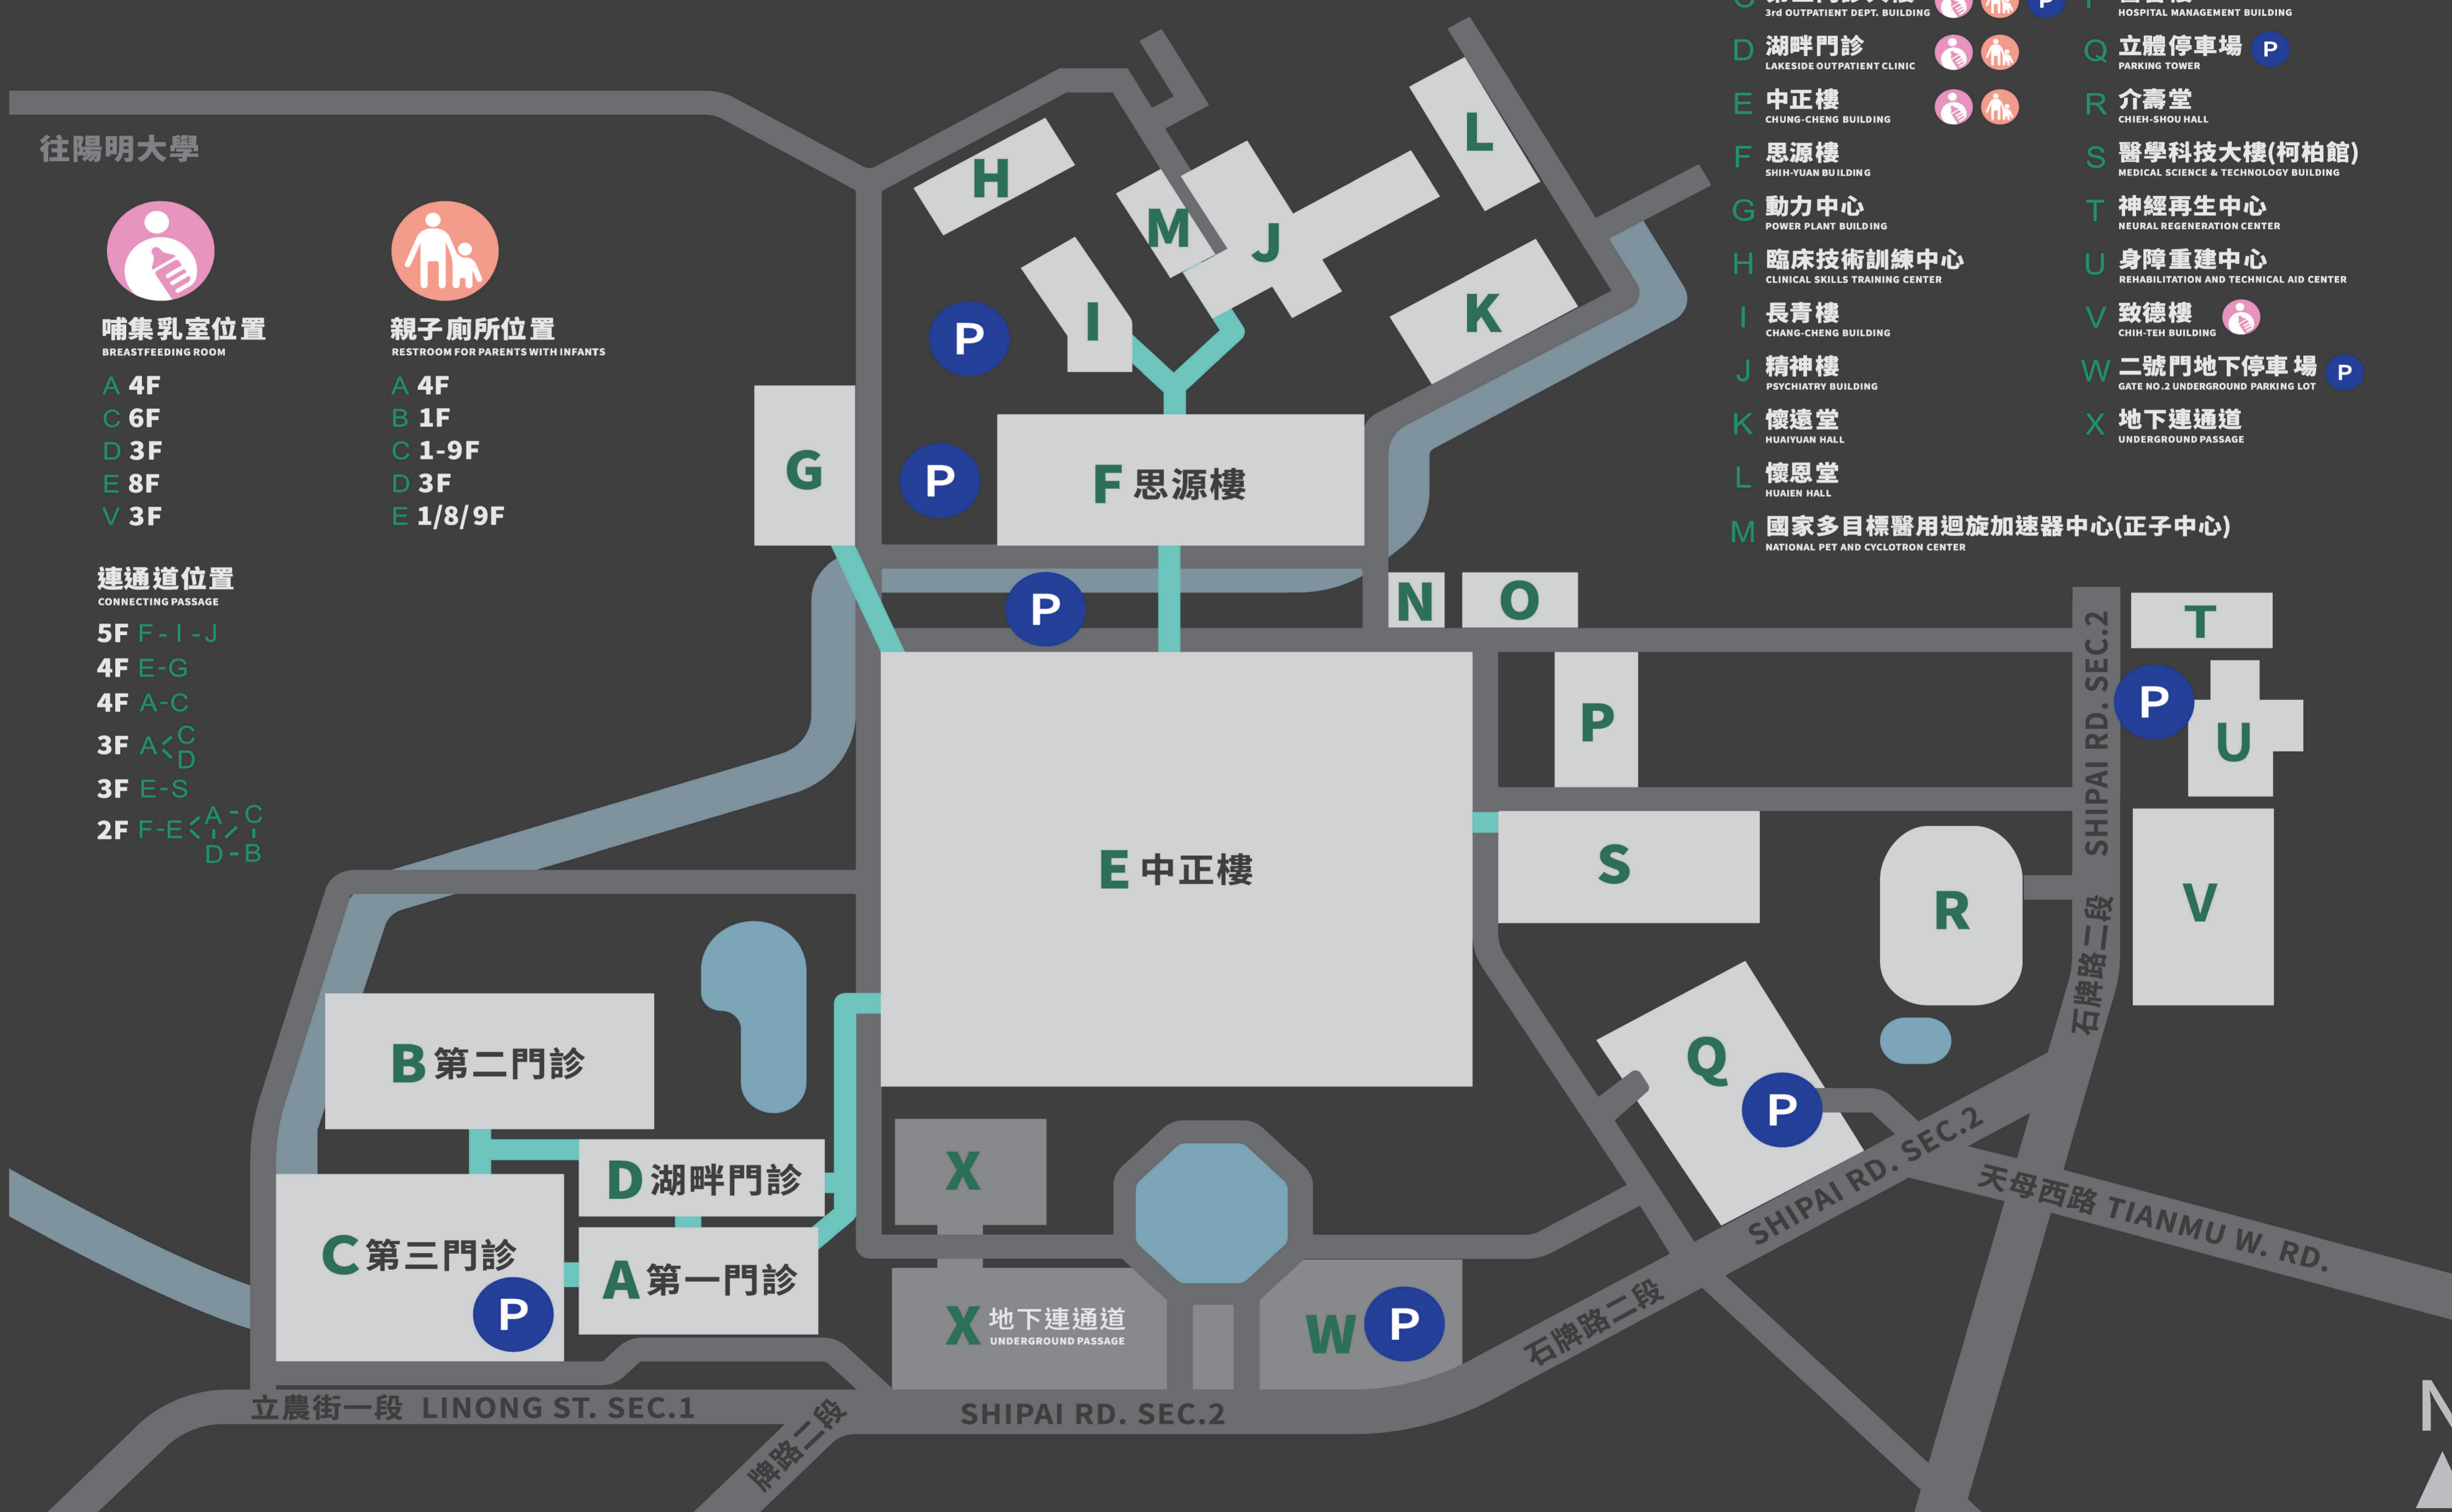 往陽明大學
哺集乳室位置
BREASTFEEDING ROOM
A 4F
C 6F
D 3F
E 8F
V 3F
親子廁所位置
RESTROOM FOR PARENTS WITH INFANTS
A 4F
B 1F
C 1-9F
D 3F
E 1/8/9F
連通道位置
CONNECTING PASSAGE
5F F-I-J
4F E-G
4F A-C
3F A C
D
3F E-S
2F F-E A-C
D-B
3rd OUTPATIENT DEPT. BUILDING
D 湖畔門診
LAKESIDE OUTPATIENT CLINIC
E 中正樓
CHUNG-CHENG BUILDING
F 思源樓
SHIH-YUAN BUILDING
G 動力中心
POWER PLANT BUILDING
H 臨床技術訓練中心
CLINICAL SKILLS TRAINING CENTER
I 長青樓
CHANG-CHENG BUILDING
J 精神樓
PSYCHIATRY BUILDING
K 懷遠堂
HUAIYUAN HALL
L 懷恩堂
HUAIEN HALL
M 國家多目標醫用迴旋加速器中心(正子中心)
NATIONAL PET AND CYCLOTRON CENTER
P
HOSPITAL MANAGEMENT BUILDING
Q 立體停車場 P
PARKING TOWER
R 介壽堂
CHIEH-SHOU HALL
S 醫學科技大樓(柯柏館)
MEDICAL SCIENCE & TECHNOLOGY BUILDING
T 神經再生中心
NEURAL REGENERATION CENTER
U 身障重建中心
REHABILITATION AND TECHNICAL AID CENTER
V 致德樓
CHIH-TEH BUILDING
W 二號門地下停車場 P
GATE NO.2 UNDERGROUND PARKING LOT
X 地下連通道
UNDERGROUND PASSAGE
H
M
J
L
I
K
P
G
P
F 思源樓
P
N
O
T
P
P
U
SHIPAI RD. SEC.2
石牌路二段
E 中正樓
S
R
V
B 第二門診
Q
P
D 湖畔門診
X
C 第三門診
P
A 第一門診
X 地下連通道
UNDERGROUND PASSAGE
W P
SHIPAI RD. SEC.2
天母西路 TIANMU W. RD.
石牌路二段
立農街一段 LINONG ST. SEC.1
SHIPAI RD. SEC.2
牌路二段
N